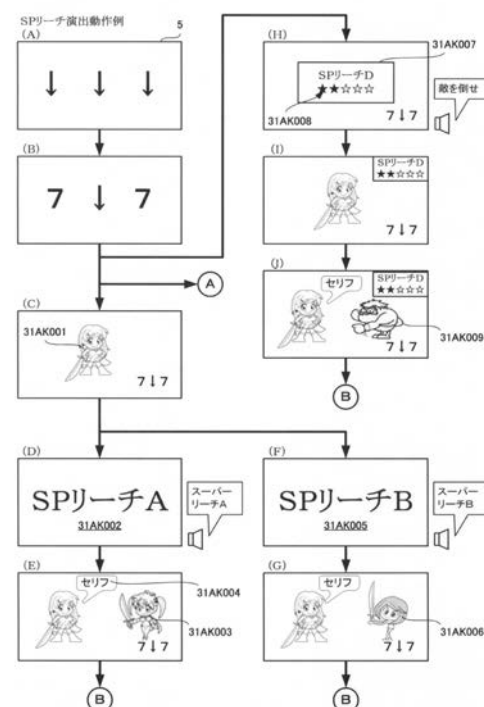 SPリーチ演出動作例
(A)
5
↓ ↓ ↓
(B)
7 ↓ 7
A
(C)
31AK001
7↓7
(D)
SPリーチA
31AK002
スーパー
リーチA
(E)
セリフ
31AK004
31AK003
7↓7
B
(F)
SPリーチB
31AK005
スーパー
リーチB
(G)
セリフ
31AK006
7↓7
B
(H)
31AK007
SPリーチD
★★☆☆☆
31AK008
敵を倒せ
7↓7
(I)
SPリーチD
★★☆☆☆
7↓7
(J)
セリフ
SPリーチD
★★☆☆☆
31AK009
7↓7
B